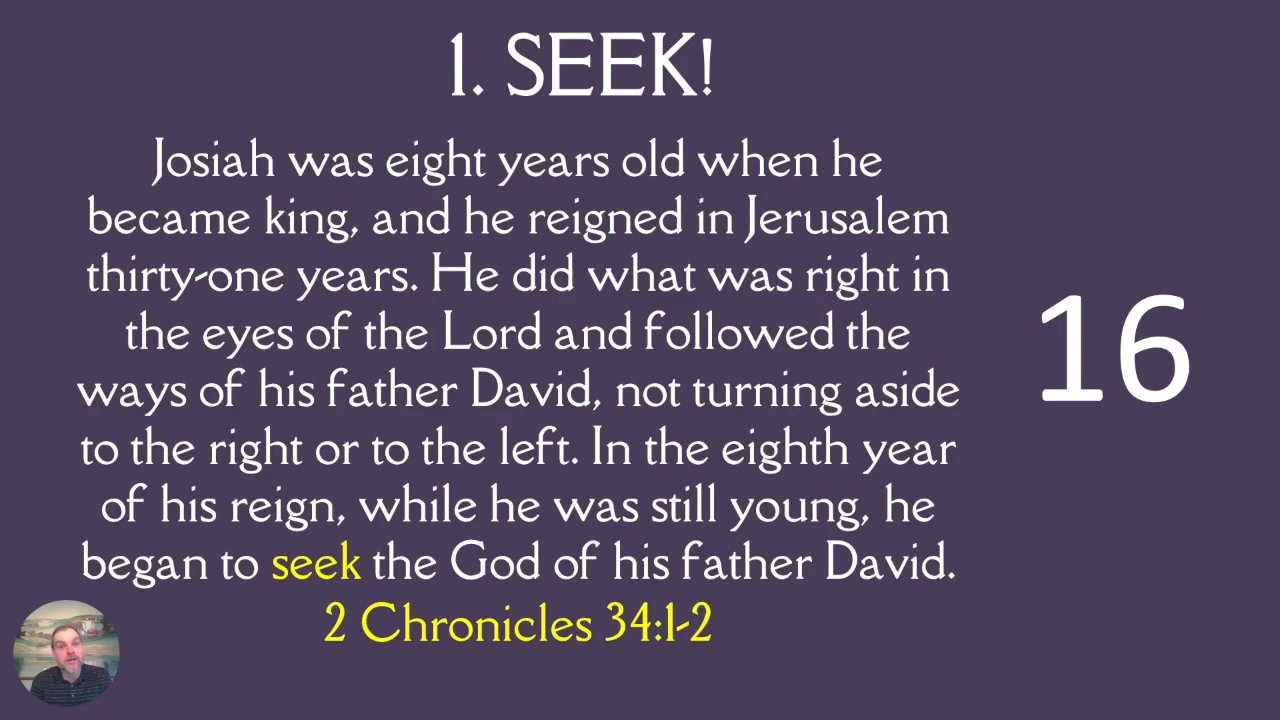 1. SEEK!
Josiah was eight years old when he
became king, and he reigned in Jerusalem
thirty-one years. He did what was right in
the eyes of the Lord and followed the
ways of his father David, not turning aside
to the right or to the left. In the eighth year
of his reign, while he was still young, he
began to seek the God of his father David.
2 Chronicles 34:1-2
16